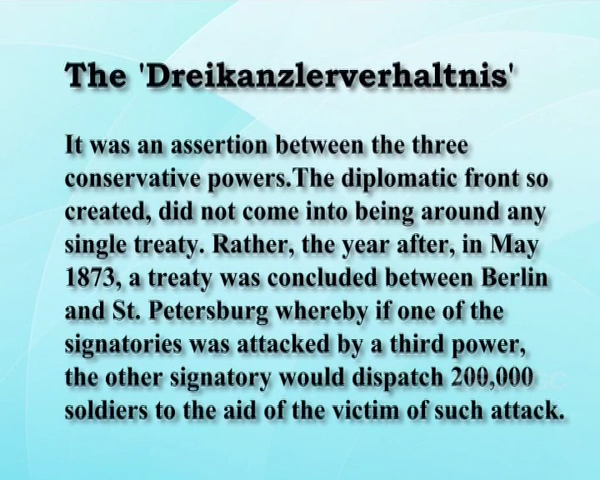 The 'Dreikanzlerverhaltnis'
It was an assertion between the three
conservative powers.The diplomatic front so
created, did not come into being around any
single treaty. Rather, the year after, in May
1873, a treaty was concluded between Berlin
and St. Petersburg whereby if one of the
signatories was attacked by a third power,
the other signatory would dispatch 200,000
soldiers to the aid of the victim of such attack.